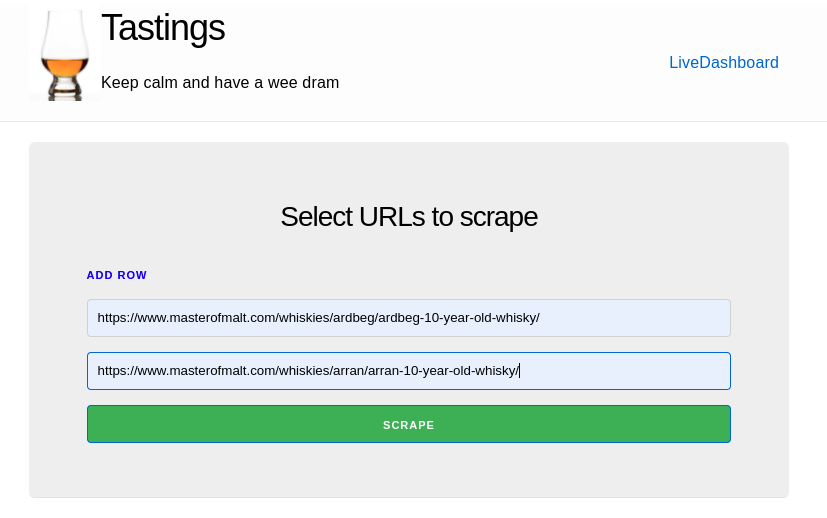 Tastings
Keep calm and have a wee dram
LiveDashboard
Select URLs to scrape
ADD ROW
https://www.masterofmalt.com/whiskies/ardbeg/ardbeg-10-year-old-whisky/
https://www.masterofmalt.com/whiskies/arran/arran-10-year-old-whisky/
SCRAPE